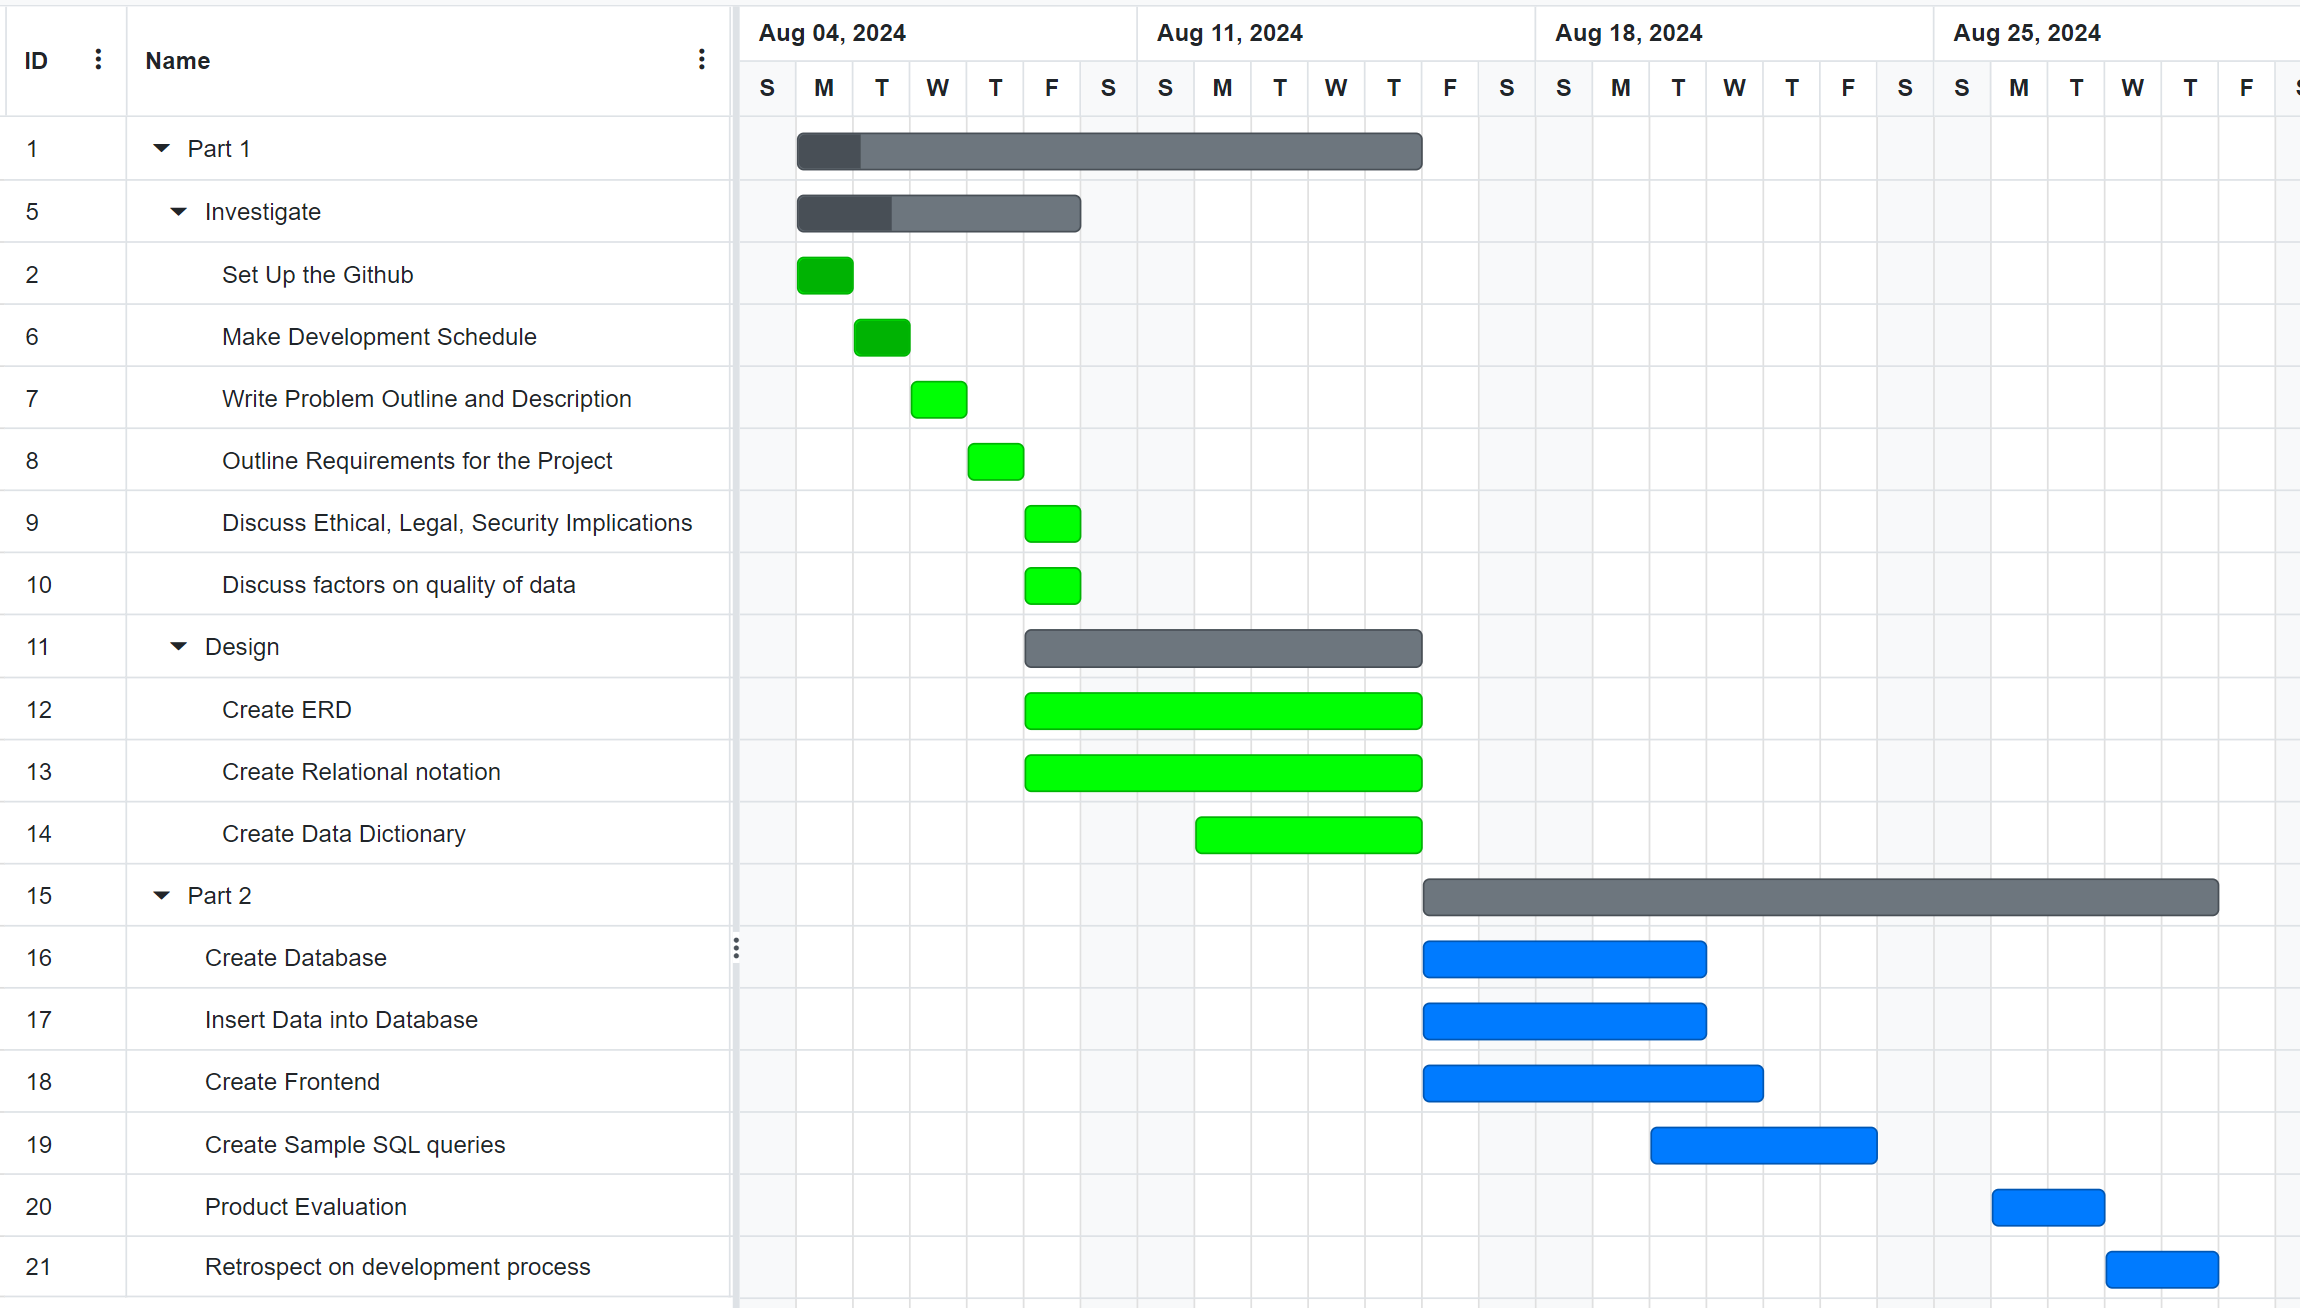 ID Name Aug 04, 2024 Aug 11, 2024 Aug 18, 2024 Aug 25, 2024
S M T W T F S S M T W T F S S M T W T F S S M T W T F S
1 Part 1
5 Investigate
2 Set Up the Github
6 Make Development Schedule
7 Write Problem Outline and Description
8 Outline Requirements for the Project
9 Discuss Ethical, Legal, Security Implications
10 Discuss factors on quality of data
11 Design
12 Create ERD
13 Create Relational notation
14 Create Data Dictionary
15 Part 2
16 Create Database
17 Insert Data into Database
18 Create Frontend
19 Create Sample SQL queries
20 Product Evaluation
21 Retrospect on development process